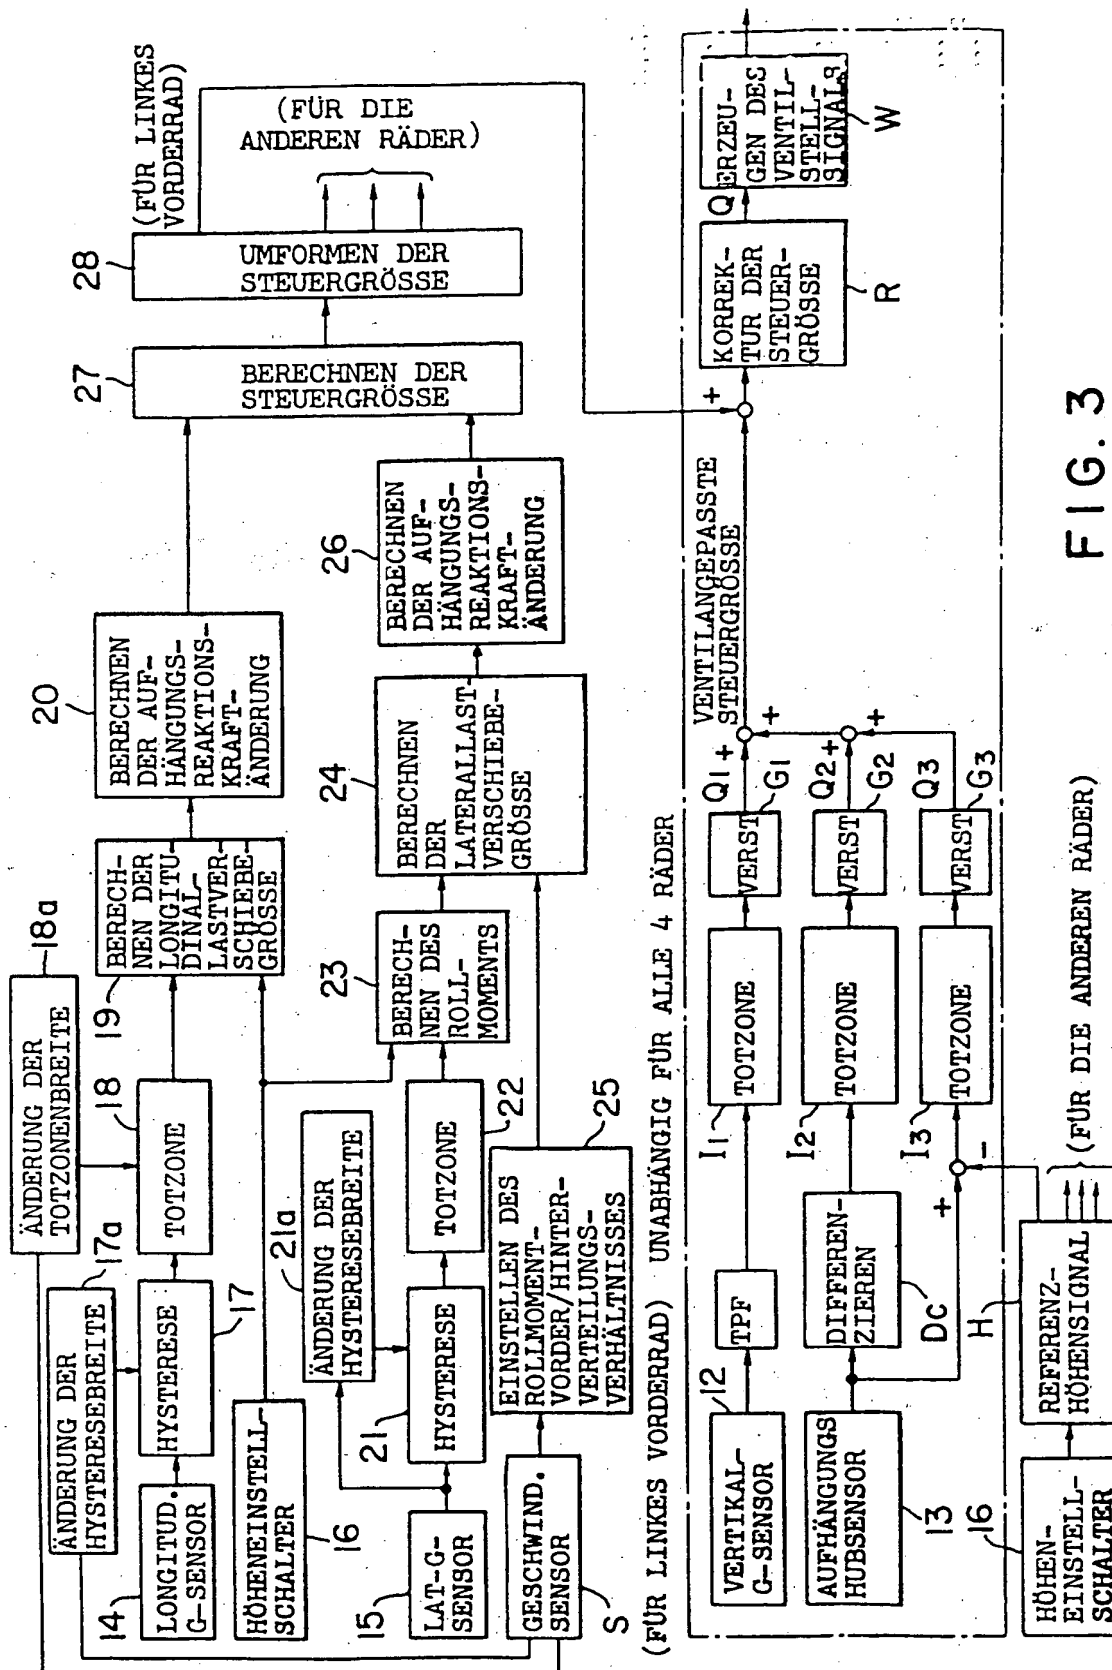 ÄNDERUNG DER
TOTZONENBREITE
18a
ÄNDERUNG DER
HYSTERESEBREITE
17a
14
LONGITUD.
G-SENSOR
HYSTERESE
17
TOTZONE
18
19
BERECH-
NEN DER
LONGITU-
DINAL-
LASTVER-
SCHIEBE-
GRÖSSE
20
BERECHNEN
DER AUF-
HÄNGUNGS-
REAKTIONS-
KRAFT-
ÄNDERUNG
27
BERECHNEN DER
STEUERGRÖSSE
28
UMFORMEN DER
STEUERGRÖSSE
(FÜR LINKES
VORDERRAD)
(FÜR DIE
ANDEREN RÄDER)
HÖHENEINSTELL-
SCHALTER
16
21a
ÄNDERUNG DER
HYSTERESEBREITE
15
LAT-G-
SENSOR
21
HYSTERESE
TOTZONE
22
23
BERECH-
NEN DES
ROLL-
MOMENTS
24
BERECHNEN
DER
LATERALLAST-
VERSCHIEBE-
GRÖSSE
26
BERECHNEN
DER AUF-
HÄNGUNGS-
REAKTIONS-
KRAFT-
ÄNDERUNG
GESCHWIND.
SENSOR
S
EINSTELLEN DES
ROLLMOMENT-
VORDER/HINTER-
VERTEILUNGS-
VERHÄLTNISSES
25
(FÜR LINKES VORDERRAD) UNABHÄNGIG FÜR ALLE 4 RÄDER
VERTIKAL-
G-SENSOR
12
TPF
I1
TOTZONE
VERST
G1
Q1
+
+
VENTILANGEPASSTE
STEUERGRÖSSE
+
KORREK-
TUR DER
STEUER-
GRÖSSE
R
Q
ERZEU-
GEN DES
VENTIL-
STELL-
SIGNALS
W
AUFHÄNGUNGS
HUBSENSOR
13
DIFFEREN-
ZIEREN
Dc
I2
TOTZONE
VERST
G2
Q2
+
+
+
-
I3
TOTZONE
VERST
G3
Q3
16
HÖHEN-
EINSTELL-
SCHALTER
H
REFERENZ-
HÖHENSIGNAL
(FÜR DIE ANDEREN RÄDER)
FIG. 3